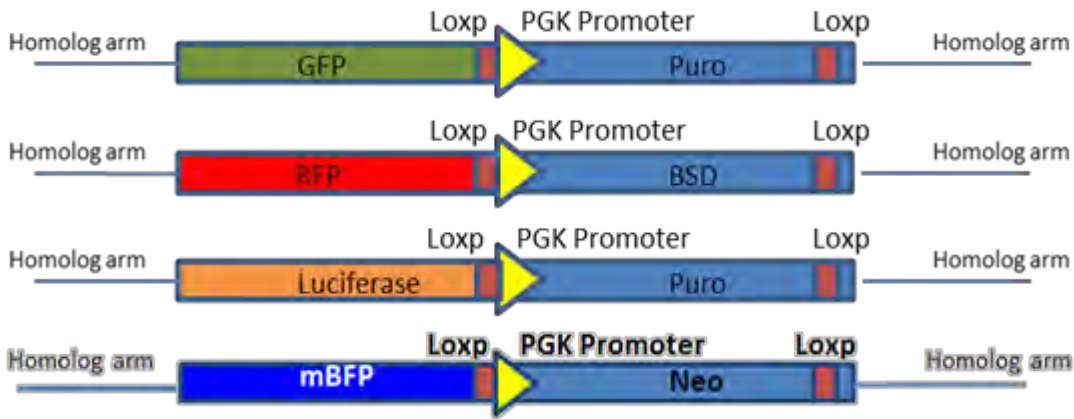 Loxp PGK Promoter Loxp
Homolog arm GFP Puro Homolog arm
Loxp PGK Promoter Loxp
Homolog arm RFP BSD Homolog arm
Loxp PGK Promoter Loxp
Homolog arm Luciferase Puro Homolog arm
Loxp PGK Promoter Loxp
Homolog arm mBFP Neo Homolog arm